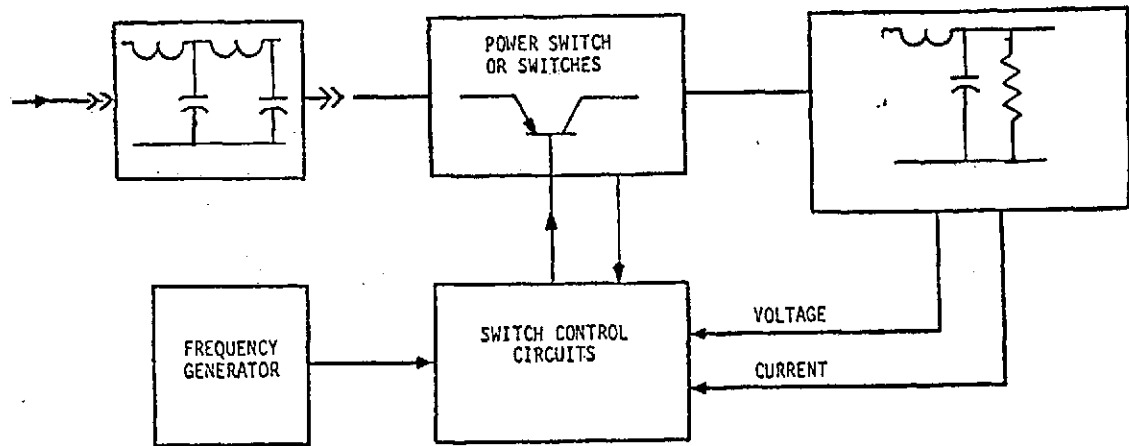 POWER SWITCH
OR SWITCHES
FREQUENCY
GENERATOR
SWITCH CONTROL
CIRCUITS
VOLTAGE
CURRENT